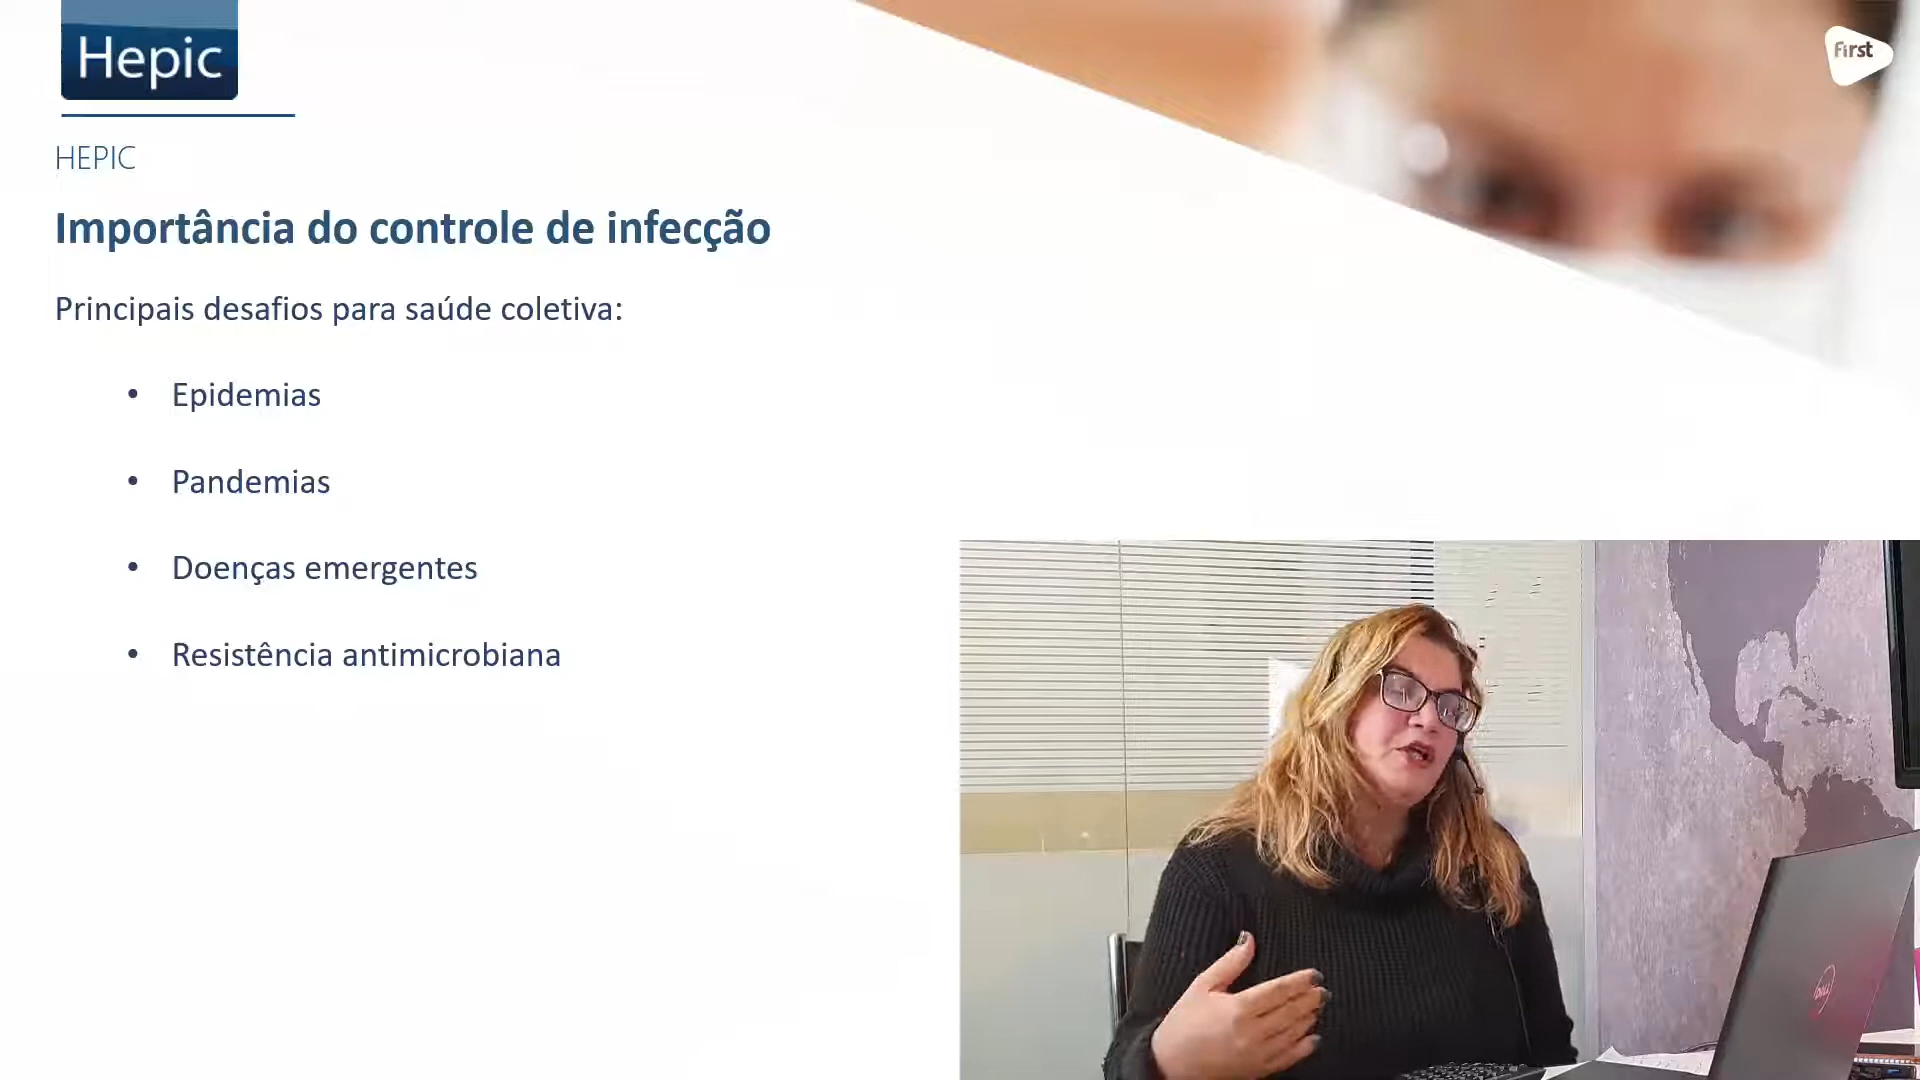 Hepic
First
HEPIC
Importância do controle de infecção
Principais desafios para saúde coletiva:
• Epidemias
• Pandemias
• Doenças emergentes
• Resistência antimicrobiana
DELL